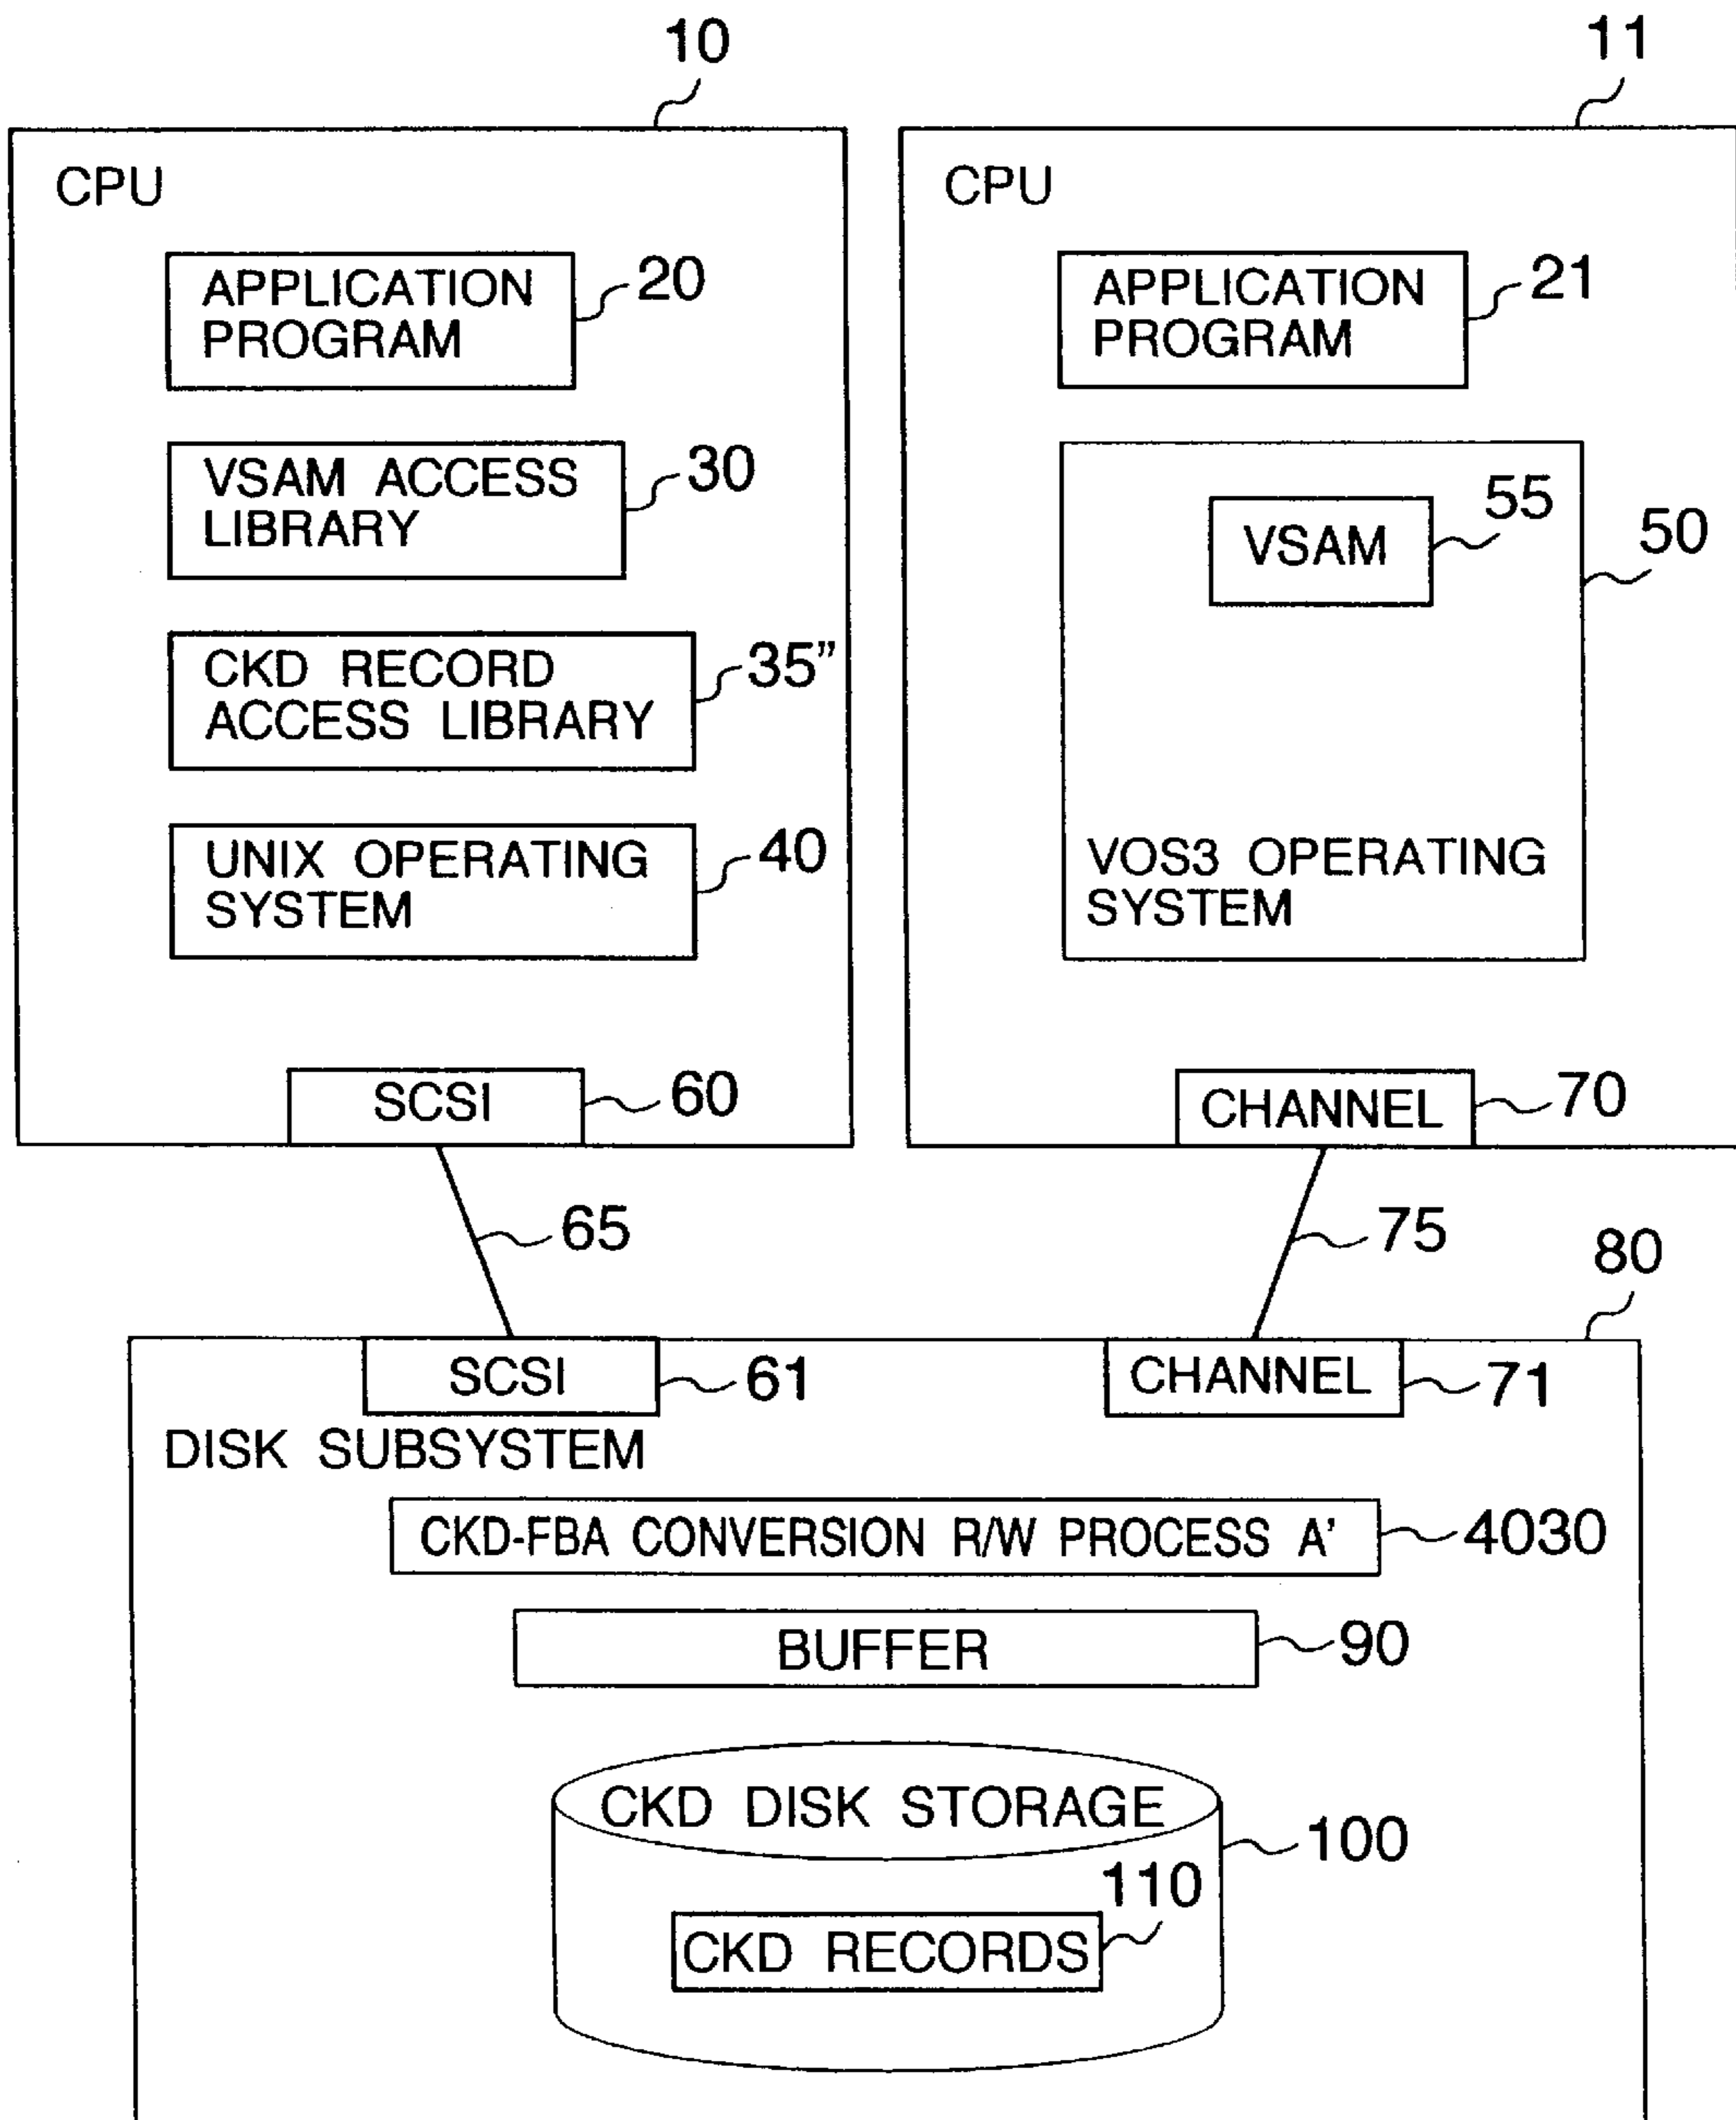 10
11
CPU
CPU
APPLICATION
PROGRAM
20
APPLICATION
PROGRAM
21
VSAM ACCESS
LIBRARY
30
VSAM
55
50
CKD RECORD
ACCESS LIBRARY
35”
UNIX OPERATING
SYSTEM
40
VOS3 OPERATING
SYSTEM
SCSI
60
CHANNEL
70
65
75
80
SCSI
61
CHANNEL
71
DISK SUBSYSTEM
CKD-FBA CONVERSION R/W PROCESS A’
4030
BUFFER
90
CKD DISK STORAGE
100
110
CKD RECORDS